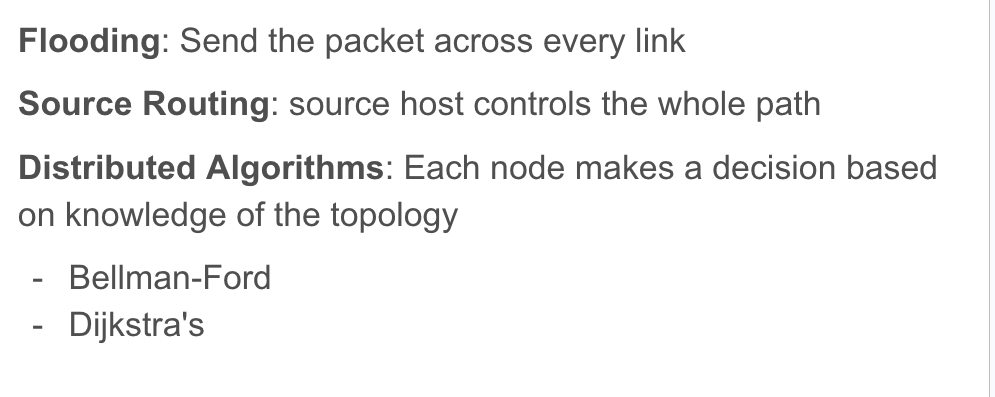 Flooding: Send the packet across every link
Source Routing: source host controls the whole path
Distributed Algorithms: Each node makes a decision based
on knowledge of the topology
- Bellman-Ford
- Dijkstra's